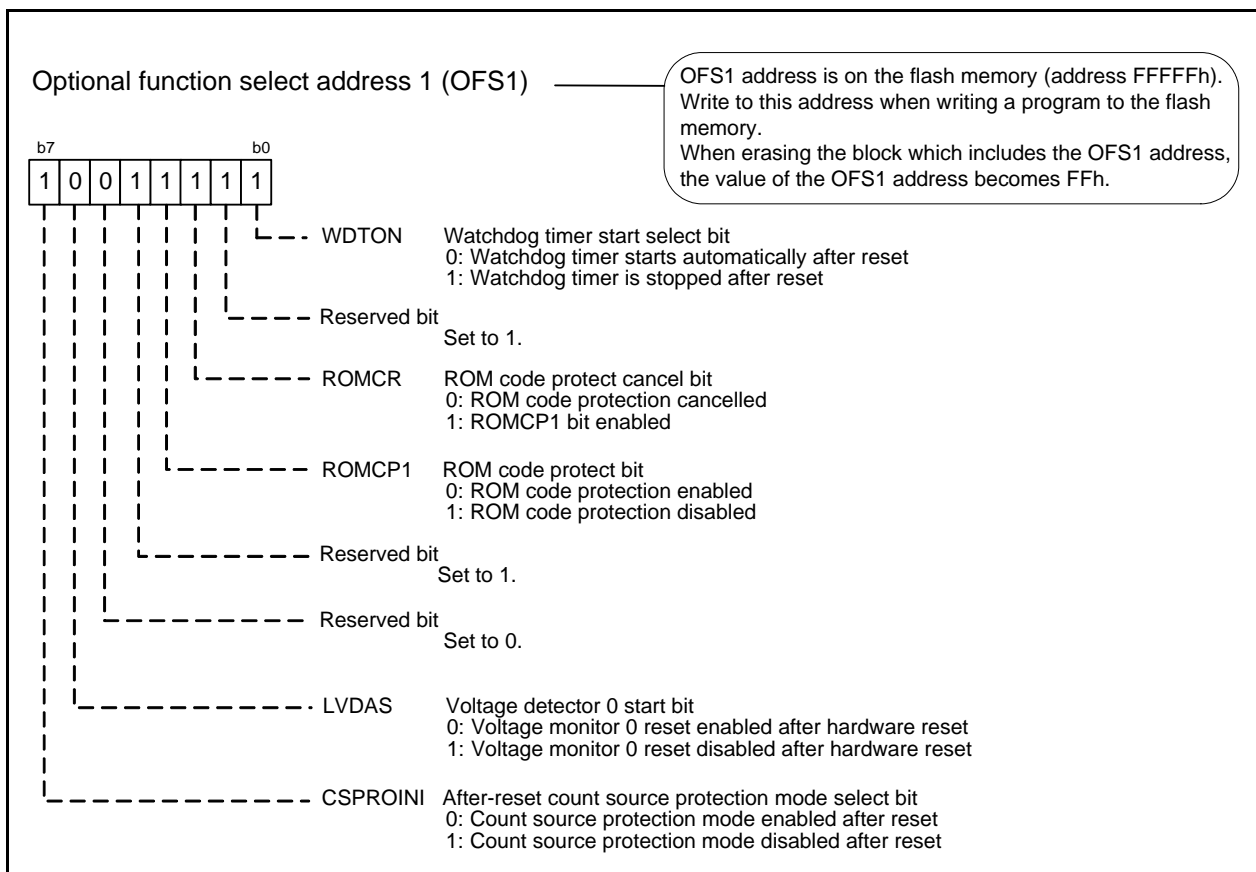 Optional function select address 1 (OFS1)
OFS1 address is on the flash memory (address FFFFFh).
Write to this address when writing a program to the flash
memory.
When erasing the block which includes the OFS1 address,
the value of the OFS1 address becomes FFh.
b7 b0
1 0 0 1 1 1 1 1
WDTON Watchdog timer start select bit
0: Watchdog timer starts automatically after reset
1: Watchdog timer is stopped after reset
Reserved bit
Set to 1.
ROMCR ROM code protect cancel bit
0: ROM code protection cancelled
1: ROMCP1 bit enabled
ROMCP1 ROM code protect bit
0: ROM code protection enabled
1: ROM code protection disabled
Reserved bit
Set to 1.
Reserved bit
Set to 0.
LVDAS Voltage detector 0 start bit
0: Voltage monitor 0 reset enabled after hardware reset
1: Voltage monitor 0 reset disabled after hardware reset
CSPROINI After-reset count source protection mode select bit
0: Count source protection mode enabled after reset
1: Count source protection mode disabled after reset